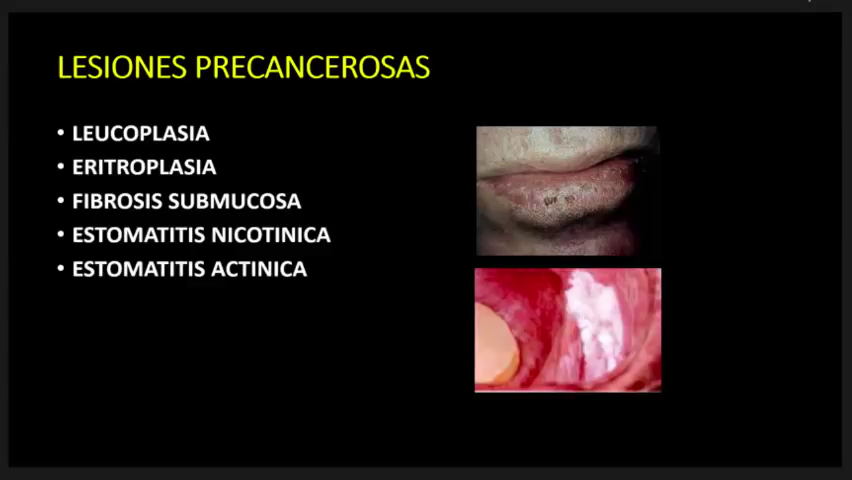 LESIONES PRECANCEROSAS
• LEUCOPLASIA
• ERITROPLASIA
• FIBROSIS SUBMUCOSA
• ESTOMATITIS NICOTINICA
• ESTOMATITIS ACTINICA